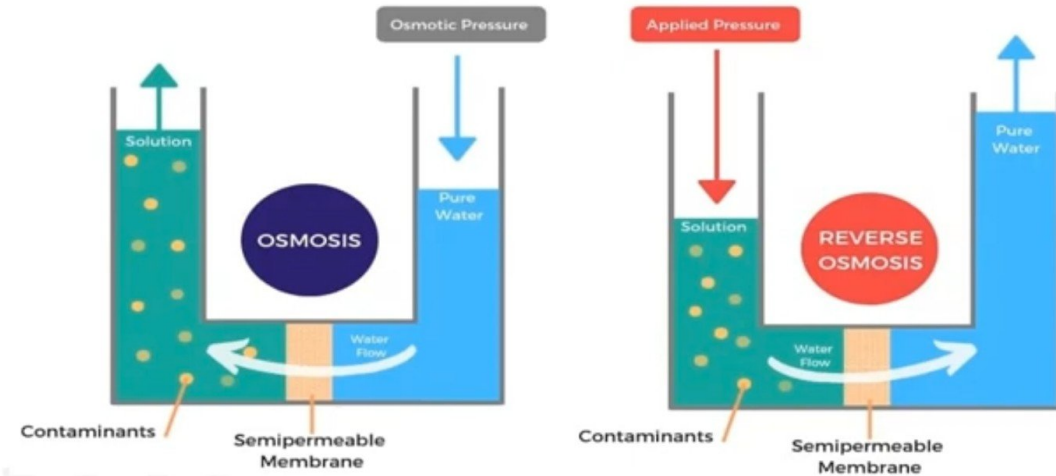 Osmotic Pressure
Solution
Pure
Water
OSMOSIS
Water
Flow
Contaminants
Semipermeable
Membrane
Applied Pressure
Pure
Water
Solution
REVERSE
OSMOSIS
Water
Flow
Contaminants
Semipermeable
Membrane